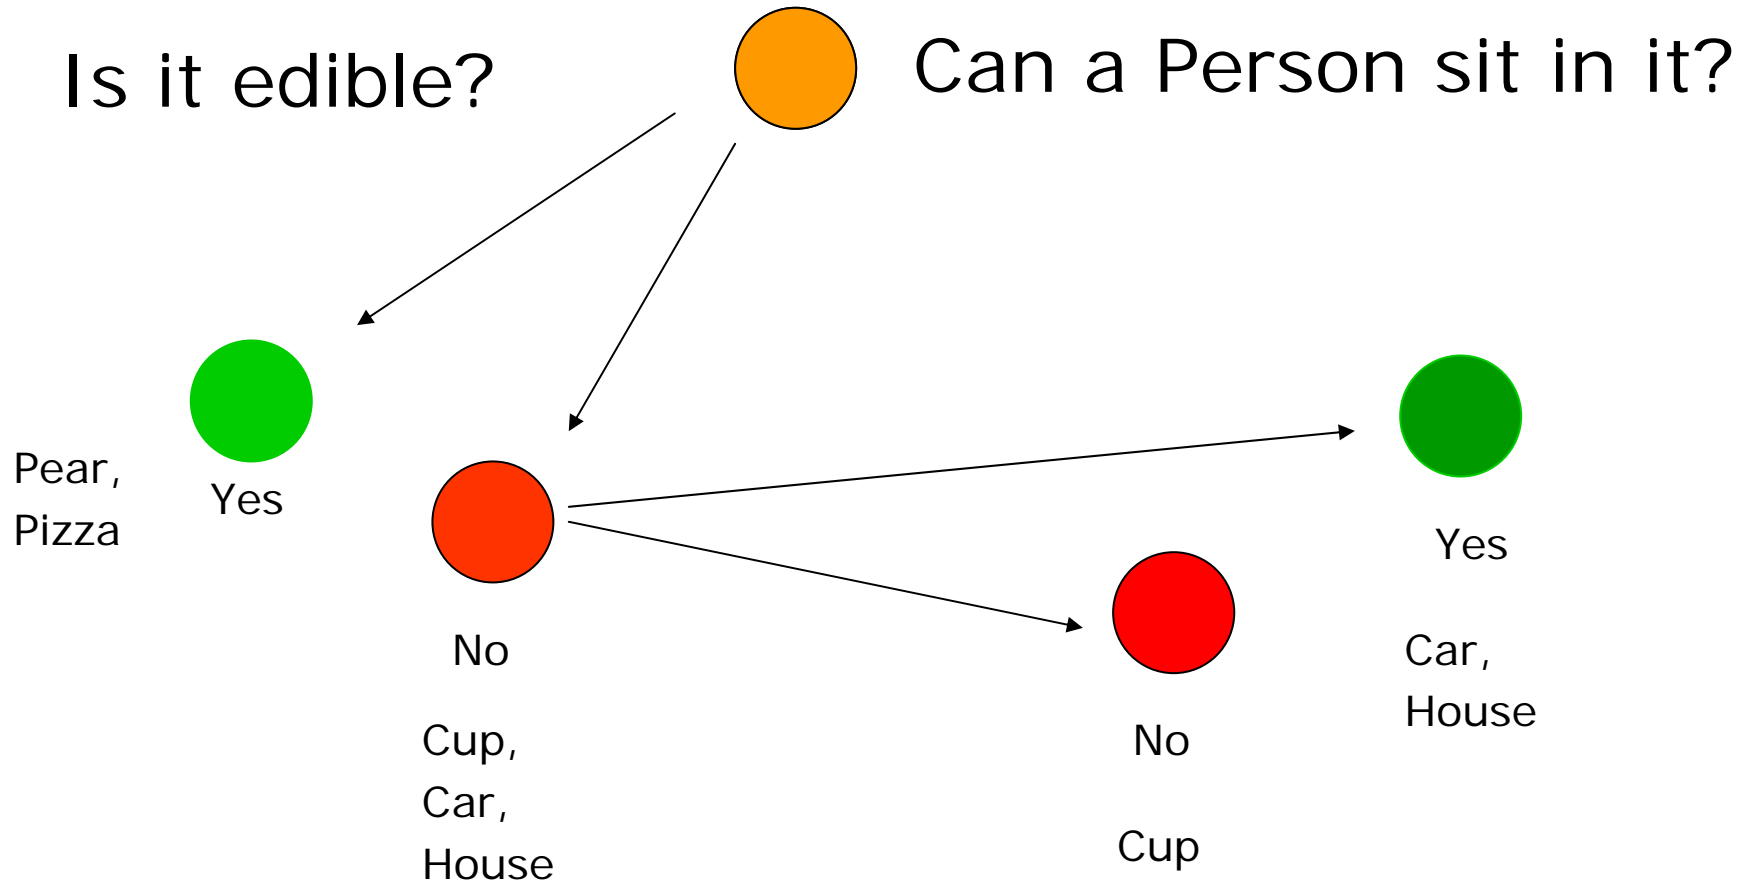 Is it edible?
Can a Person sit in it?
Pear,
Pizza
Yes
No
Cup,
Car,
House
No
Cup
Yes
Car,
House